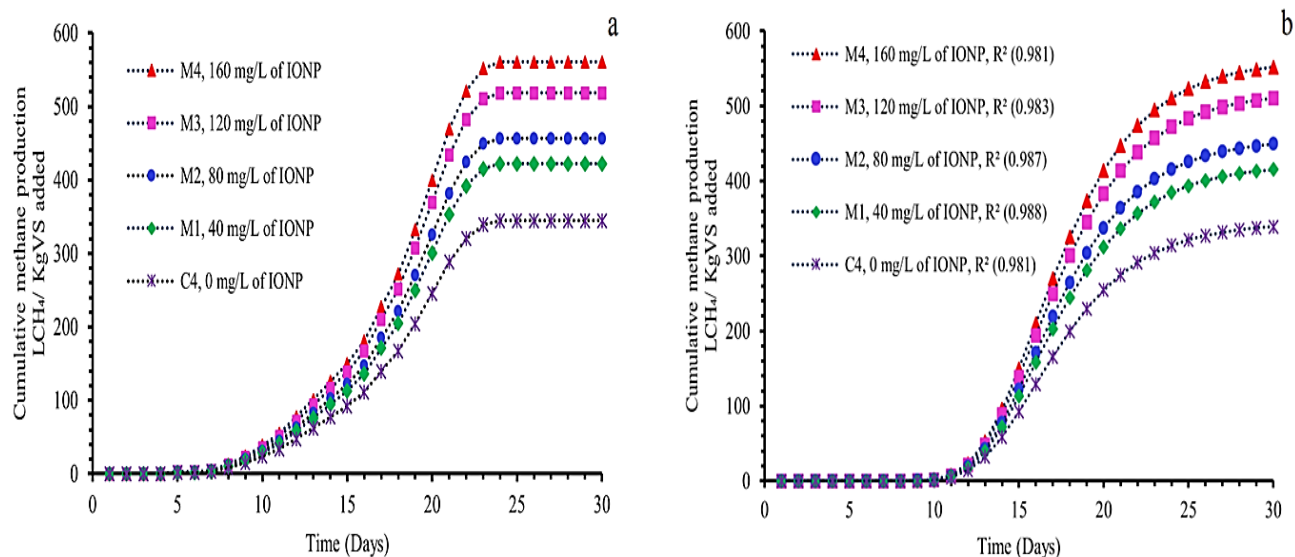 a
600
500
400
300
200
100
0
Cumulative methane production
LCH₄/ KgVS added
M4, 160 mg/L of IONP
M3, 120 mg/L of IONP
M2, 80 mg/L of IONP
M1, 40 mg/L of IONP
C4, 0 mg/L of IONP
0 5 10 15 20 25 30
Time (Days)
b
600
500
400
300
200
100
0
Cumulative methane production
LCH₄/ KgVS added
M4, 160 mg/L of IONP, R² (0.981)
M3, 120 mg/L of IONP, R² (0.983)
M2, 80 mg/L of IONP, R² (0.987)
M1, 40 mg/L of IONP, R² (0.988)
C4, 0 mg/L of IONP, R² (0.981)
0 5 10 15 20 25 30
Time (Days)